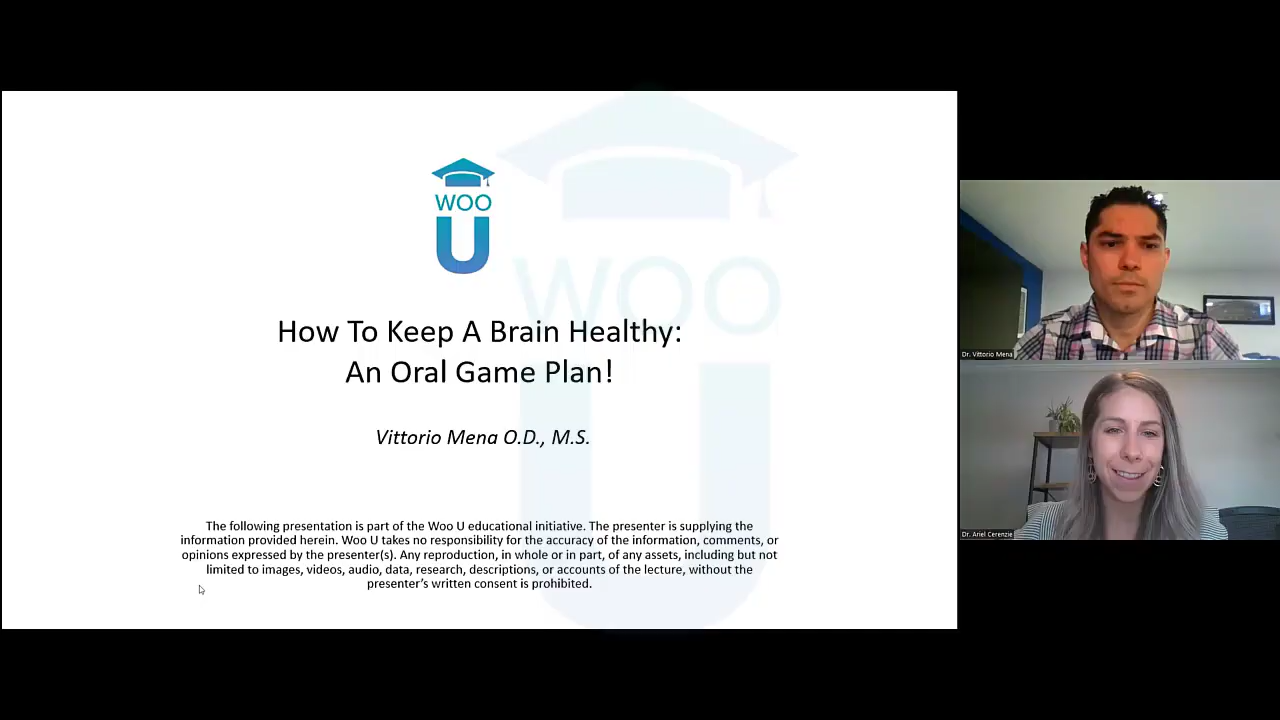 WOO
U
How To Keep A Brain Healthy:
An Oral Game Plan!
Vittorio Mena O.D., M.S.
The following presentation is part of the Woo U educational initiative. The presenter is supplying the
information provided herein. Woo U takes no responsibility for the accuracy of the information, comments, or
opinions expressed by the presenter(s). Any reproduction, in whole or in part, of any assets, including but not
limited to images, videos, audio, data, research, descriptions, or accounts of the lecture, without the
presenter's written consent is prohibited.
WOO
U
Dr. Vittorio Mena
Dr. Ariel Cerenzie